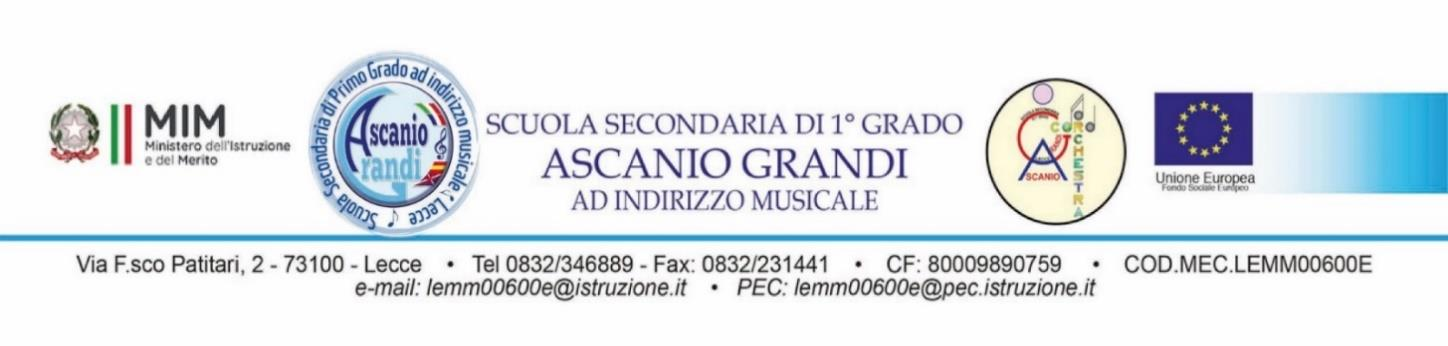 MIM
Ministero dell'Istruzione
e del Merito
Scuola Secondaria di Primo Grado ad indirizzo musicale Lecce
Ascanio
Grandi
SCUOLA SECONDARIA DI 1° GRADO
ASCANIO GRANDI
AD INDIRIZZO MUSICALE
CORO
ORCHESTRA
ASCANIO
Unione Europea
Fondo Sociale Europeo
Via F.sco Patitari, 2 - 73100 - Lecce • Tel 0832/346889 - Fax: 0832/231441 • CF: 80009890759 • COD.MEC.LEMM00600E
e-mail: lemm00600e@istruzione.it • PEC: lemm00600e@pec.istruzione.it